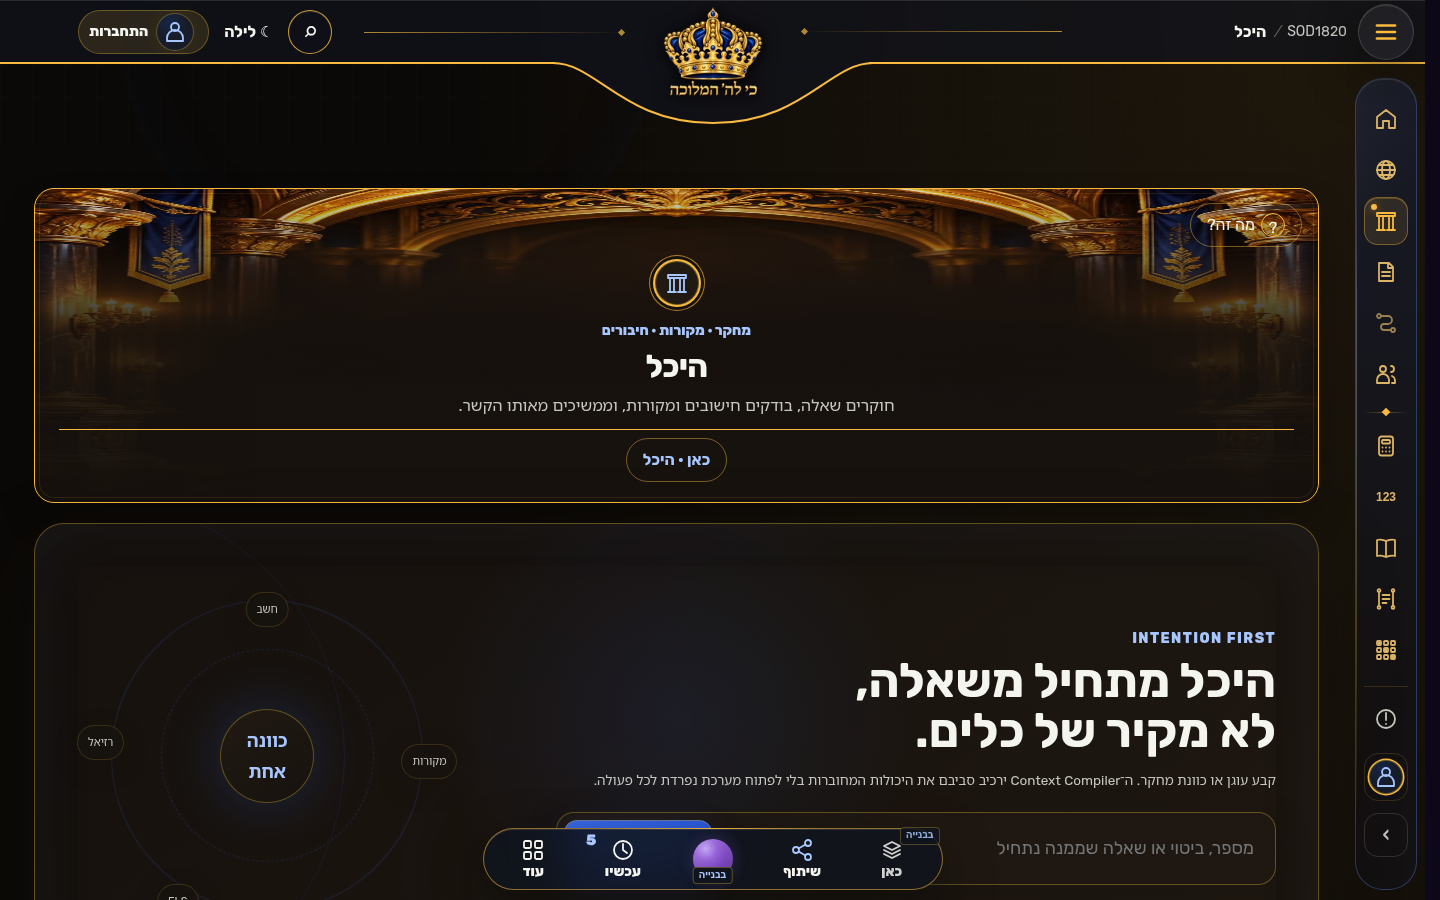 SOD1820 / היכל
☾ לילה
התחברות
כי לה' המלוכה
? מה זה?
מחקר • מקורות • חיבורים
היכל
חוקרים שאלה, בודקים חישובים ומקורות, וממשיכים מאותו הקשר.
כאן • היכל
123
INTENTION FIRST
היכל מתחיל משאלה,
לא מקיר של כלים.
קבע עוגן או כוונת מחקר. ה־Context Compiler ירכיב סביבם את היכולות המחוברות בלי לפתוח מערכת נפרדת לכל פעולה.
מספר, ביטוי או שאלה שממנה נתחיל
חשב
מקורות
רזיאל
כוונה
אחת
בבנייה
כאן
שיתוף
בבנייה
5
עכשיו
עוד